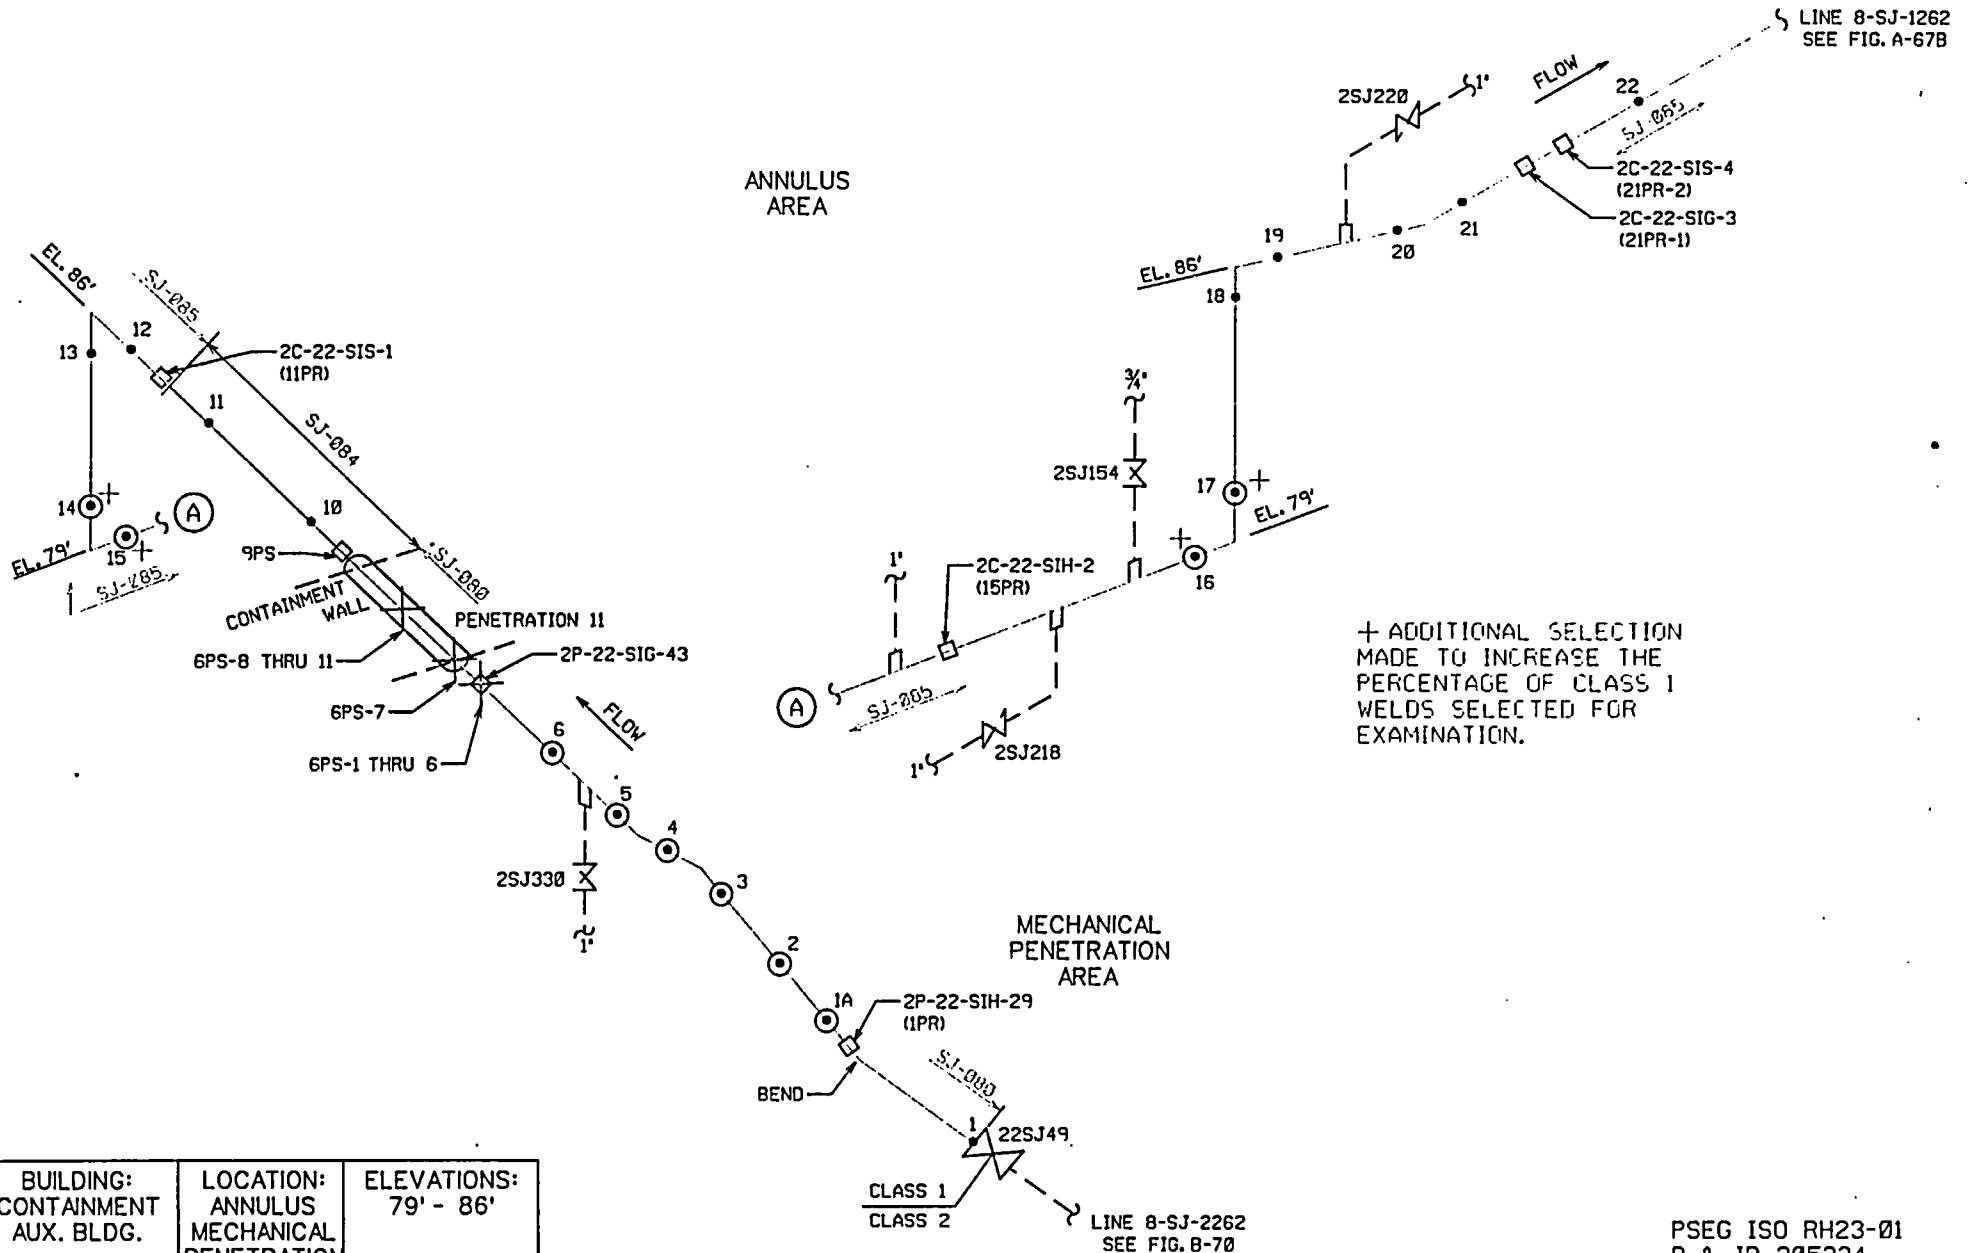 LINE 8-SJ-1262
SEE FIG. A-67B
FLOW
22
SJ-085
2SJ220
1"
2C-22-SIS-4
(21PR-2)
2C-22-SIG-3
(21PR-1)
21
20
19
EL. 86'
18
ANNULUS
AREA
EL. 86'
SJ-085
12
13
2C-22-SIS-1
(11PR)
11
SJ-084
10
14
A
15
EL. 79'
SJ-085
9PS
SJ-080
CONTAINMENT
WALL
PENETRATION 11
6PS-8 THRU 11
2P-22-SIG-43
6PS-7
6PS-1 THRU 6
FLOW
6
5
4
3
2
1A
2SJ330
1"
3/4"
2SJ154
17
EL. 79'
16
1"
2C-22-SIH-2
(15PR)
A
SJ-085
2SJ218
1"
+ ADDITIONAL SELECTION
MADE TO INCREASE THE
PERCENTAGE OF CLASS 1
WELDS SELECTED FOR
EXAMINATION.
MECHANICAL
PENETRATION
AREA
2P-22-SIH-29
(1PR)
BEND
SJ-080
1
22SJ49
CLASS 1
CLASS 2
LINE 8-SJ-2262
SEE FIG. B-70
BUILDING:
CONTAINMENT
AUX. BLDG.
LOCATION:
ANNULUS
MECHANICAL
PENETRATION
ELEVATIONS:
79' - 86'
PSEG ISO RH23-01
P & ID 205234